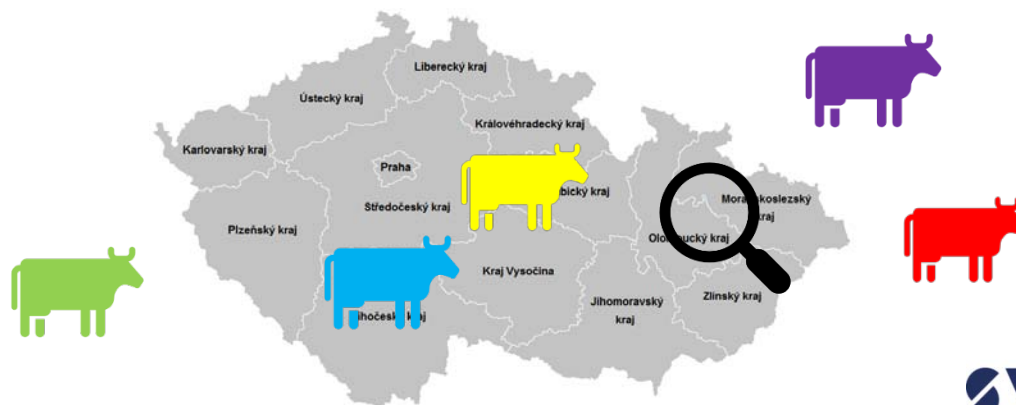 Liberecký kraj
Ústecký kraj
Královéhradecký kraj
Karlovarský kraj
Praha
Středočeský kraj
Plzeňský kraj
kraj
kraj
Kraj Vysočina
kraj
Jihomoravský
kraj
Zlínský kraj
kraj